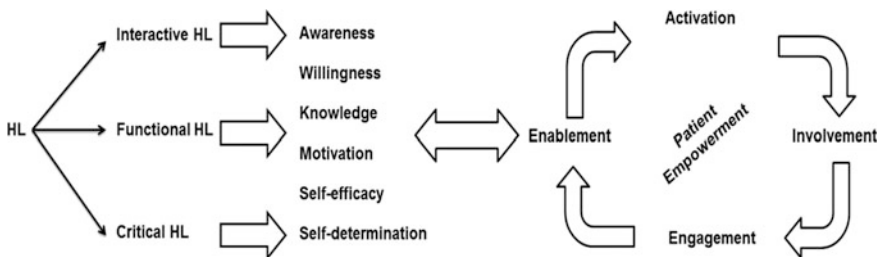 Interactive HL
Awareness
Activation
Willingness
HL
Functional HL
Knowledge
Enablement
Patient
Empowerment
Involvement
Motivation
Self-efficacy
Critical HL
Self-determination
Engagement